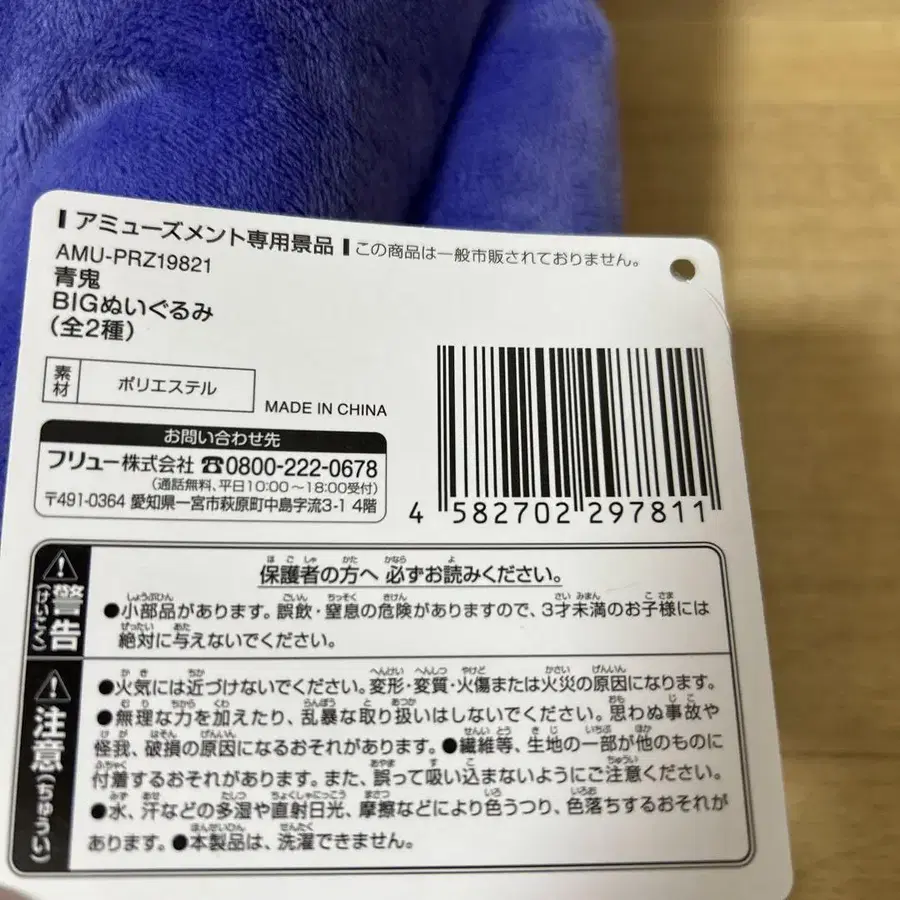 アミューズメント専用景品 この商品は一般市販されておりません。
AMU-PRZ19821
青鬼
BIGぬいぐるみ
(全2種)
素材 ポリエステル
MADE IN CHINA
お問い合わせ先
フリュー株式会社 ☎0800-222-0678
(通話無料、平日10:00~18:00受付)
〒491-0364 愛知県一宮市萩原町中島字流3-1 4階
4 582702 297811
警告(けいこく)
保護者の方へ 必ずお読みください。
●小部品があります。誤飲・窒息の危険がありますので、3才未満のお子様には
絶対に与えないでください。
注意(ちゅうい)
●火気には近づけないでください。変形・変質・火傷または火災の原因になります。
●無理な力を加えたり、乱暴な取り扱いはしないでください。思わぬ事故や
怪我、破損の原因になるおそれがあります。●繊維等、生地の一部が他のものに
付着するおそれがあります。また、誤って吸い込まないようにご注意ください。
●水、汗などの多湿や直射日光、摩擦などにより色うつり、色落ちするおそれが
あります。●本製品は、洗濯できません。